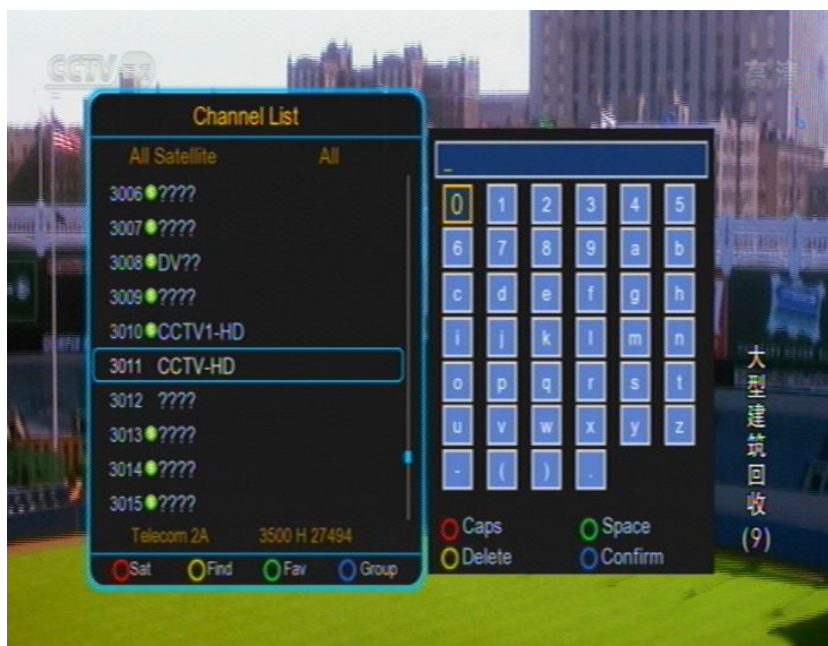 CCTV-高清
高清
Channel List
All Satellite All
3006 $ ????
3007 $ ????
3008 $ DV??
3009 $ ????
3010 $ CCTV1-HD
3011 CCTV-HD
3012 ????
3013 $ ????
3014 $ ????
3015 $ ????
Telecom 2A 3500 H 27494
Sat Find Fav Group
_
0 1 2 3 4 5
6 7 8 9 a b
c d e f g h
i j k l m n
o p q r s t
u v w x y z
- ( ) .
Caps Space
Delete Confirm
大型建筑回收(9)